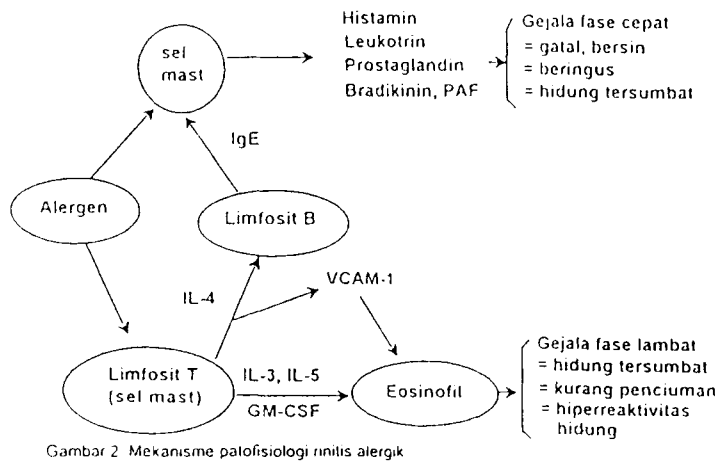 sel
mast
Histamin
Leukotrin
Prostaglandin
Bradikinin, PAF
Gejala fase cepat
= gatal, bersin
= beringus
= hidung tersumbat
IgE
Alergen
Limfosit B
IL-4
VCAM-1
Limfosit T
(sel mast)
IL-3, IL-5
GM-CSF
Eosinofil
Gejala fase lambat
= hidung tersumbat
= kurang penciuman
= hiperreaktivitas
hidung
Gambar 2 Mekanisme patofisiologi rinitis alergik